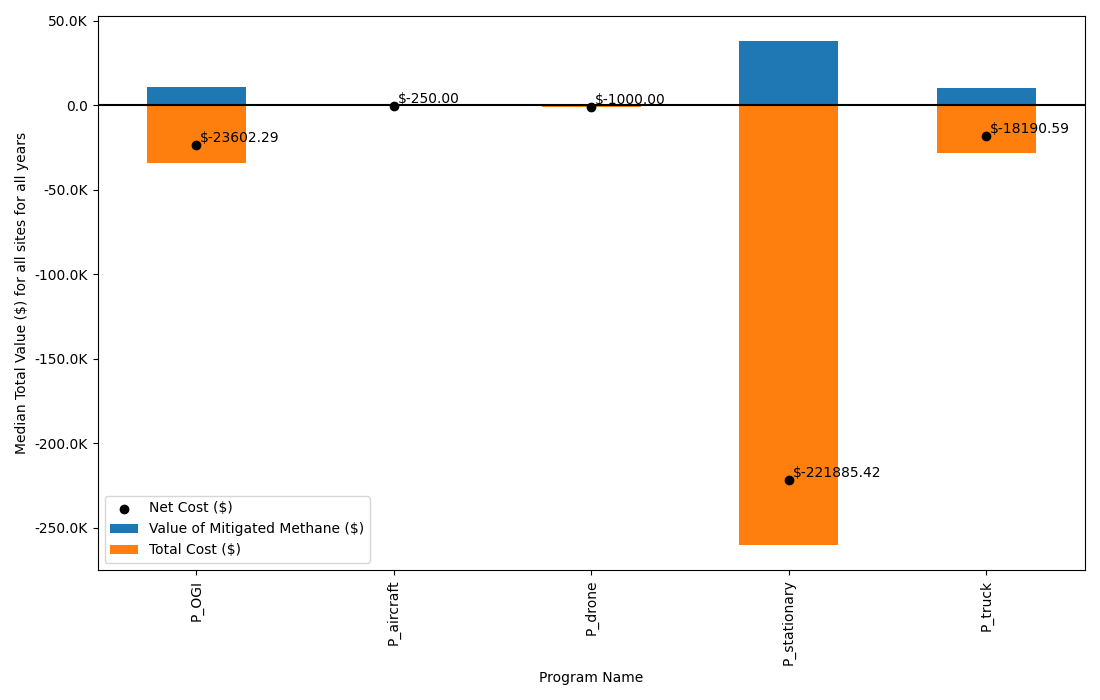 50.0K
0.0
-50.0K
-100.0K
-150.0K
-200.0K
-250.0K
Median Total Value ($) for all sites for all years
$-23602.29
$-250.00
$-1000.00
$-221885.42
$-18190.59
Net Cost ($)
Value of Mitigated Methane ($)
Total Cost ($)
P_OGI
P_aircraft
P_drone
P_stationary
P_truck
Program Name